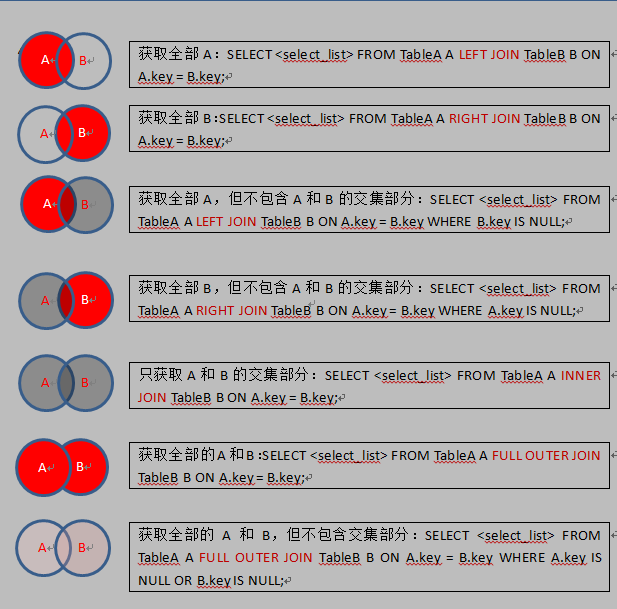 A B
获取全部 A：SELECT <select_list> FROM TableA A LEFT JOIN TableB B ON
A.key = B.key;
A B
获取全部 B:SELECT <select_list> FROM TableA A RIGHT JOIN TableB B ON
A.key = B.key;
A B
获取全部 A，但不包含 A 和 B 的交集部分：SELECT <select_list> FROM
TableA A LEFT JOIN TableB B ON A.key = B.key WHERE B.key IS NULL;
A B
获取全部 B，但不包含 A 和 B 的交集部分：SELECT <select_list> FROM
TableA A RIGHT JOIN TableB B ON A.key = B.key WHERE A.key IS NULL;
A B
只获取 A 和 B 的交集部分：SELECT <select_list> FROM TableA A INNER
JOIN TableB B ON A.key = B.key;
A B
获取全部的 A 和 B:SELECT <select_list> FROM TableA A FULL OUTER JOIN
TableB B ON A.key = B.key;
A B
获取全部的 A 和 B，但不包含交集部分：SELECT <select_list> FROM
TableA A FULL OUTER JOIN TableB B ON A.key = B.key WHERE A.key IS
NULL OR B.key IS NULL;